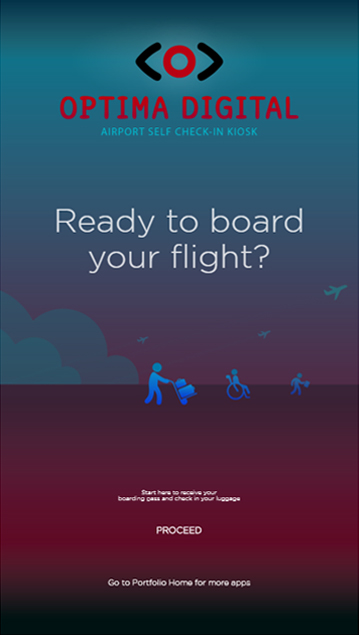 OPTIMA DIGITAL
AIRPORT SELF CHECK-IN KIOSK
Ready to board
your flight?
Start here to receive your
boarding pass and check in your luggage
PROCEED
Go to Portfolio Home for more apps